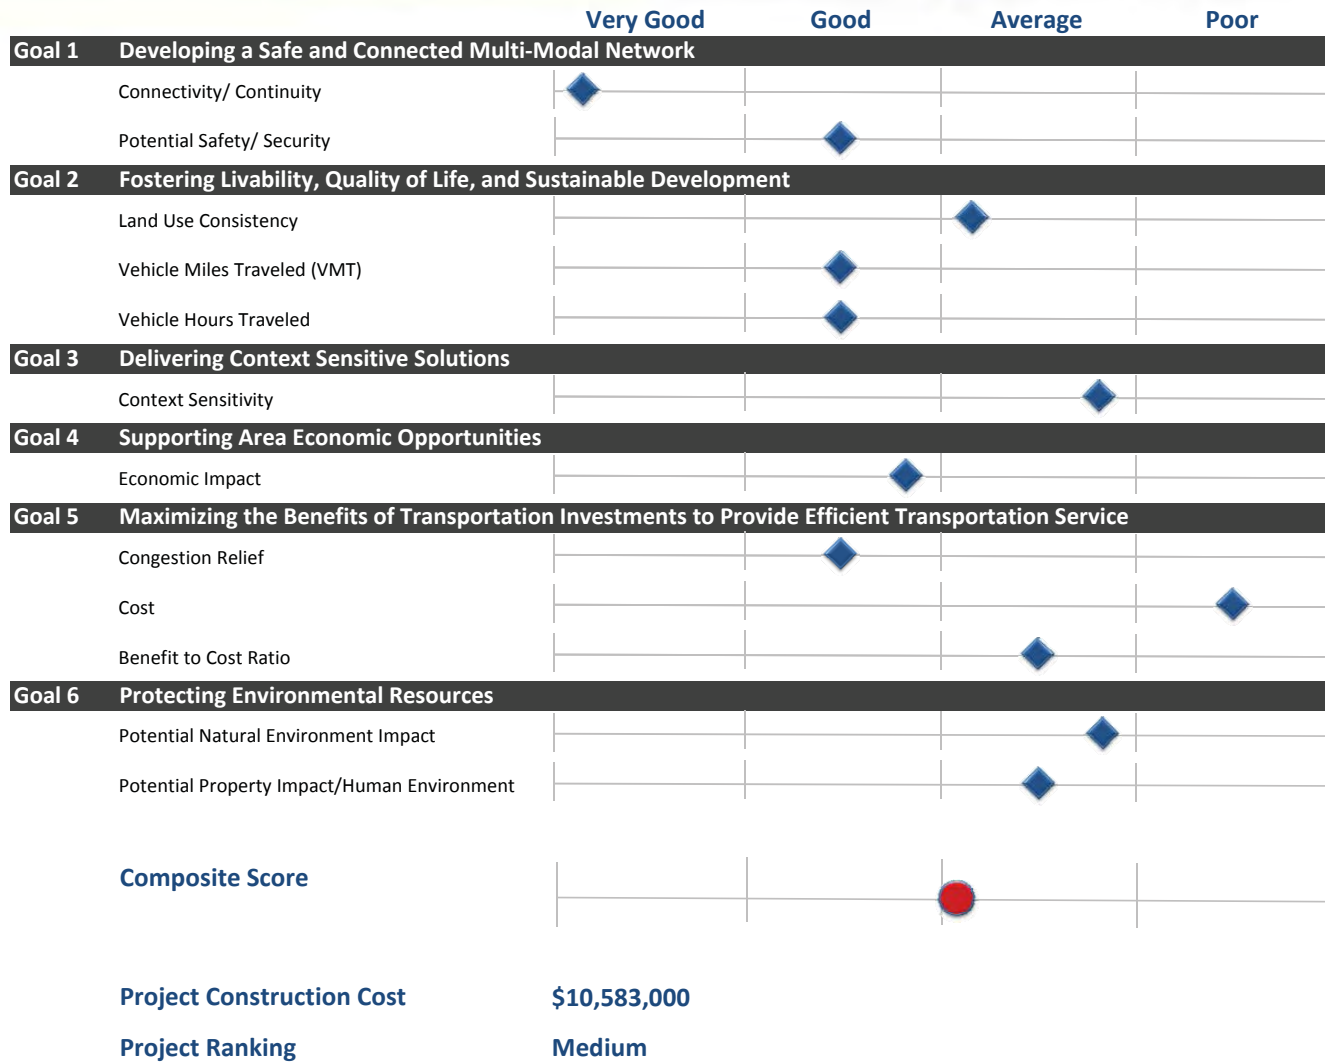 Very Good Good Average Poor
Goal 1 Developing a Safe and Connected Multi-Modal Network
Connectivity/ Continuity
Potential Safety/ Security
Goal 2 Fostering Livability, Quality of Life, and Sustainable Development
Land Use Consistency
Vehicle Miles Traveled (VMT)
Vehicle Hours Traveled
Goal 3 Delivering Context Sensitive Solutions
Context Sensitivity
Goal 4 Supporting Area Economic Opportunities
Economic Impact
Goal 5 Maximizing the Benefits of Transportation Investments to Provide Efficient Transportation Service
Congestion Relief
Cost
Benefit to Cost Ratio
Goal 6 Protecting Environmental Resources
Potential Natural Environment Impact
Potential Property Impact/Human Environment
Composite Score
Project Construction Cost $10,583,000
Project Ranking Medium